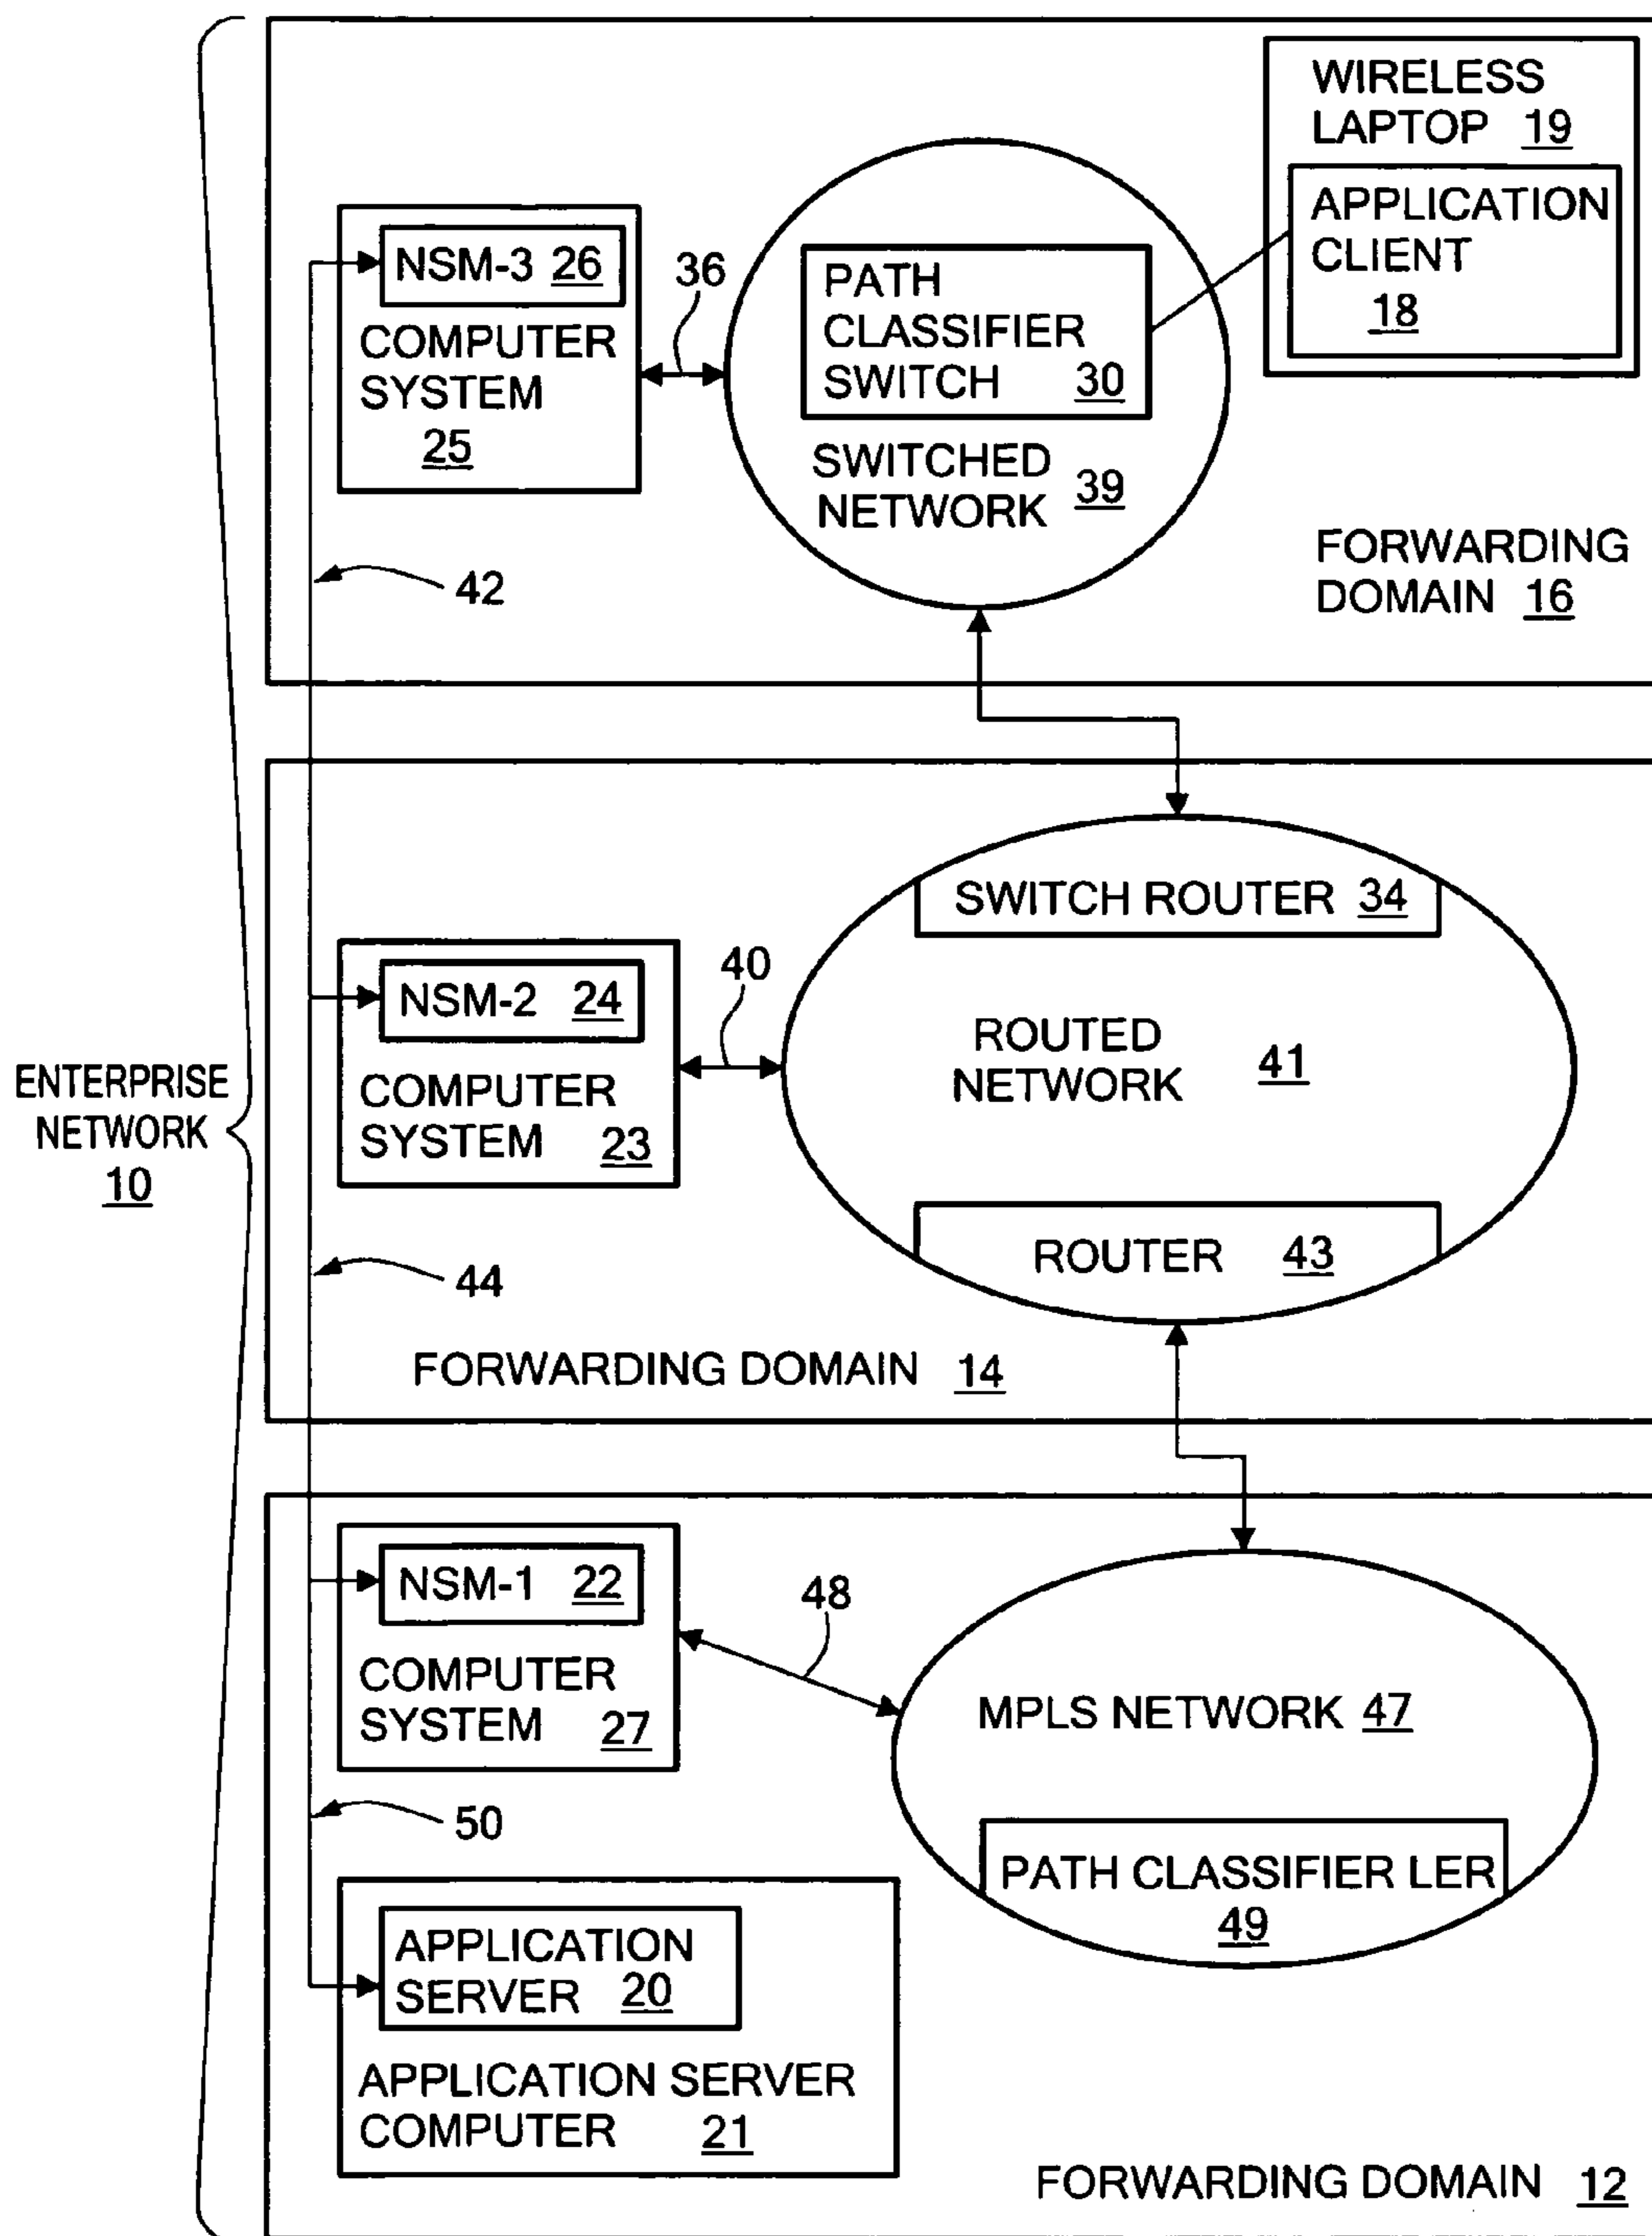 WIRELESS
LAPTOP 19
APPLICATION
CLIENT
18
NSM-3 26
COMPUTER
SYSTEM
25
36
PATH
CLASSIFIER
SWITCH 30
SWITCHED
NETWORK 39
FORWARDING
DOMAIN 16
42
SWITCH ROUTER 34
NSM-2 24
COMPUTER
SYSTEM 23
40
ROUTED
NETWORK 41
ENTERPRISE
NETWORK
10
ROUTER 43
44
FORWARDING DOMAIN 14
NSM-1 22
COMPUTER
SYSTEM 27
48
MPLS NETWORK 47
50
PATH CLASSIFIER LER
49
APPLICATION
SERVER 20
APPLICATION SERVER
COMPUTER 21
FORWARDING DOMAIN 12